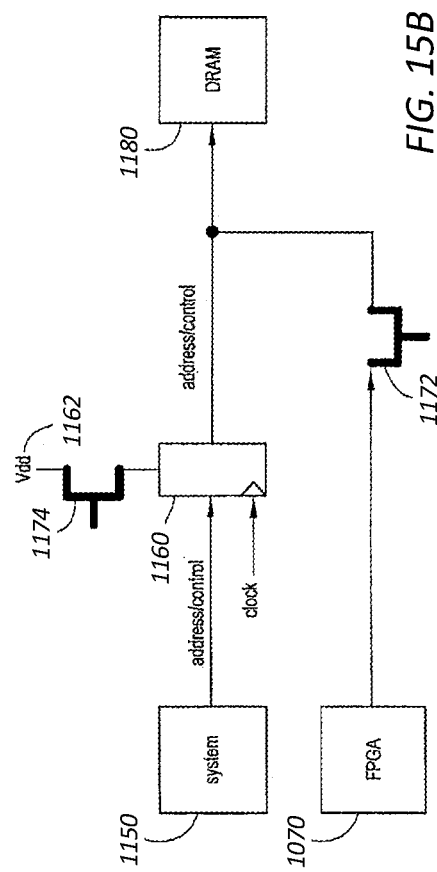 Vdd
1162
1174
1160
address/control
address/control
clock
system
1150
DRAM
1180
FPGA
1070
1172
FIG. 15B